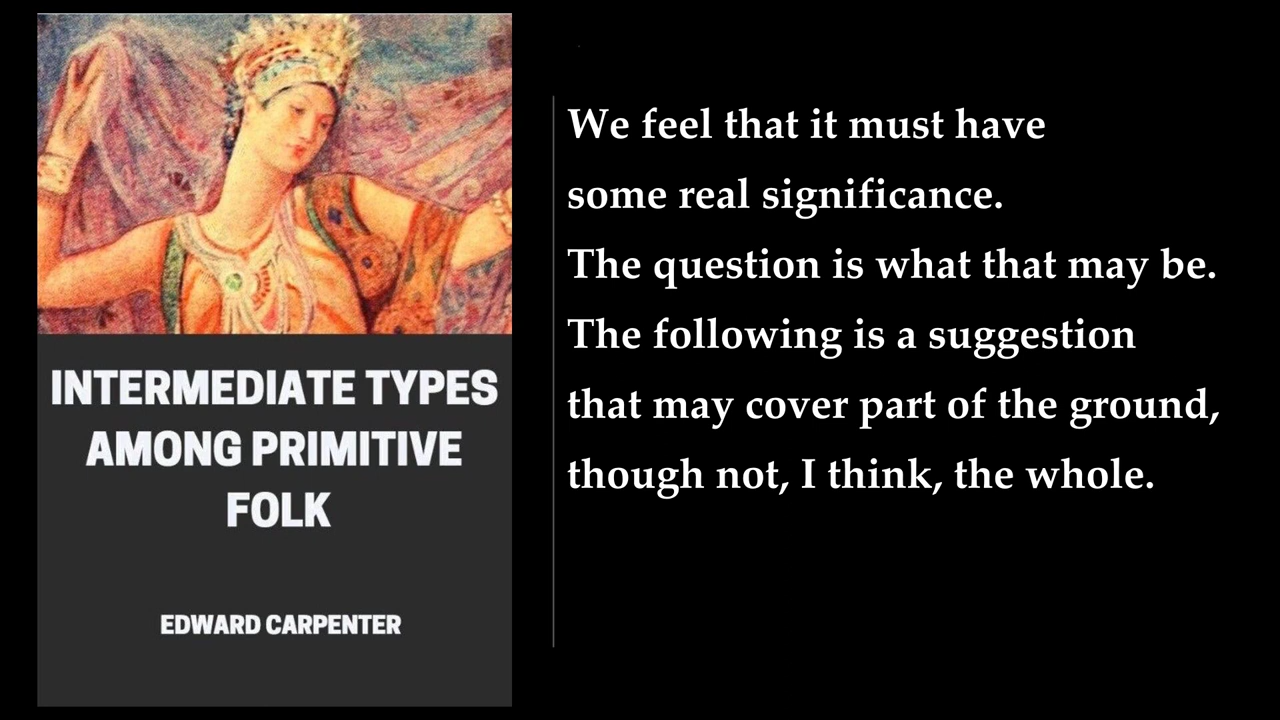 INTERMEDIATE TYPES
AMONG PRIMITIVE
FOLK
EDWARD CARPENTER
We feel that it must have
some real significance.
The question is what that may be.
The following is a suggestion
that may cover part of the ground,
though not, I think, the whole.